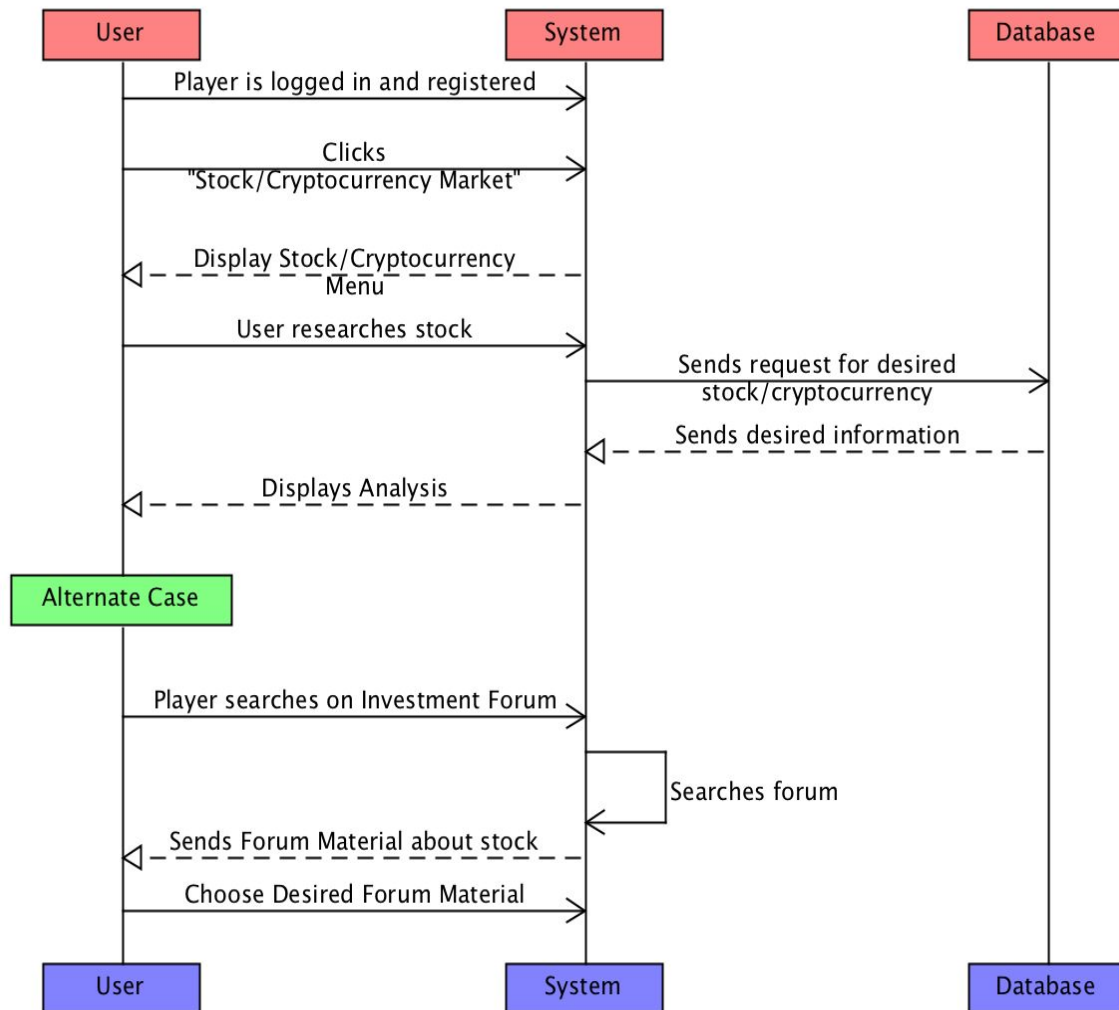 User
System
Database
Player is logged in and registered
Clicks
"Stock/Cryptocurrency Market"
Display Stock/Cryptocurrency
Menu
User researches stock
Sends request for desired
stock/cryptocurrency
Sends desired information
Displays Analysis
Alternate Case
Player searches on Investment Forum
Searches forum
Sends Forum Material about stock
Choose Desired Forum Material
User
System
Database